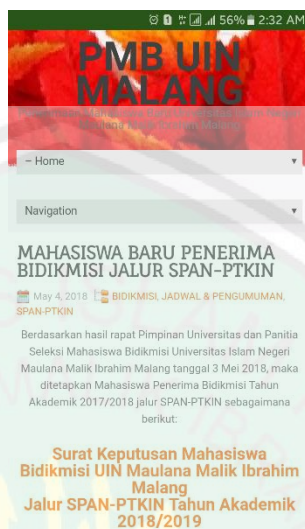 56% 2:32 AM
PMB UIN
MALANG
– Home
Navigation
MAHASISWA BARU PENERIMA
BIDIKMISI JALUR SPAN-PTKIN
May 4, 2018 BIDIKMISI, JADWAL & PENGUMUMAN,
SPAN-PTKIN
Berdasarkan hasil rapat Pimpinan Universitas dan Panitia
Seleksi Mahasiswa Bidikmisi Universitas Islam Negeri
Maulana Malik Ibrahim Malang tanggal 3 Mei 2018, maka
ditetapkan Mahasiswa Penerima Bidikmisi Tahun
Akademik 2017/2018 jalur SPAN-PTKIN sebagaimana
berikut:
Surat Keputusan Mahasiswa
Bidikmisi UIN Maulana Malik Ibrahim
Malang
Jalur SPAN-PTKIN Tahun Akademik
2018/2019